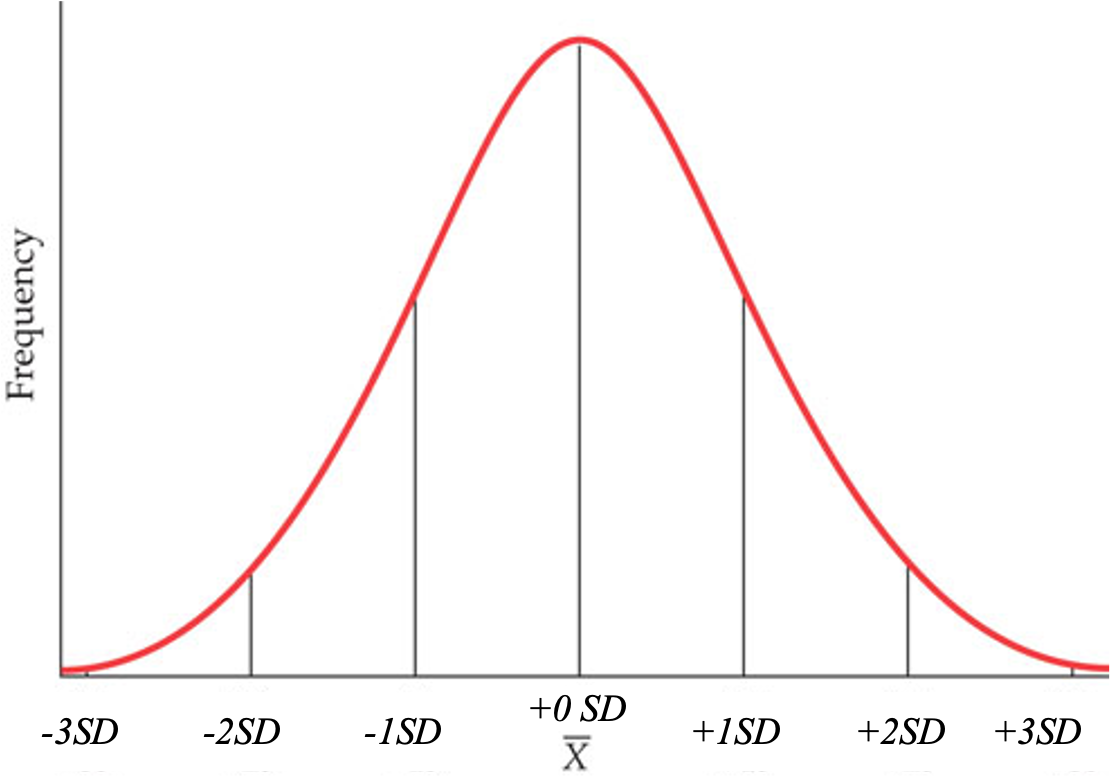 Frequency
-3SD
-2SD
-1SD
+0 SD
X̅
+1SD
+2SD
+3SD